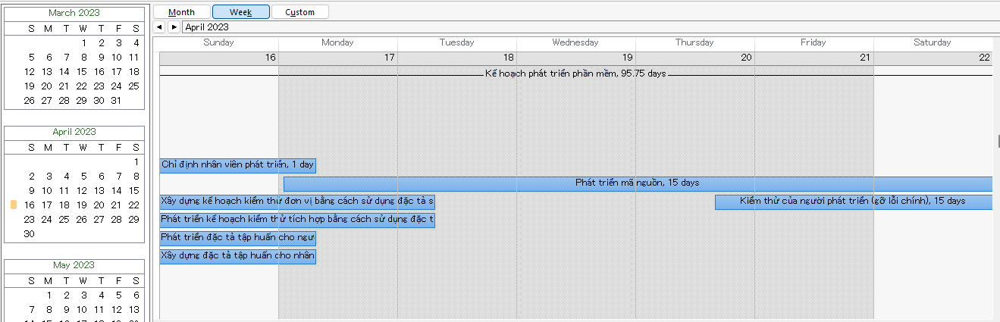 Month Week Custom
April 2023
March 2023
S M T W T F S
1 2 3 4
5 6 7 8 9 10 11
12 13 14 15 16 17 18
19 20 21 22 23 24 25
26 27 28 29 30 31
April 2023
S M T W T F S
1
2 3 4 5 6 7 8
9 10 11 12 13 14 15
16 17 18 19 20 21 22
23 24 25 26 27 28 29
30
May 2023
S M T W T F S
1 2 3 4 5 6
7 8 9 10 11 12 13
Sunday Monday Tuesday Wednesday Thursday Friday Saturday
16 17 18 19 20 21 22
Kế hoạch phát triển phần mềm, 95.75 days
Chỉ định nhân viên phát triển, 1 day
Phát triển mã nguồn, 15 days
Xây dựng kế hoạch kiểm thử đơn vị bằng cách sử dụng đặc tả s
Kiểm thử của người phát triển (gỡ lỗi chính), 15 days
Phát triển kế hoạch kiểm thử tích hợp bằng cách sử dụng đặc t
Phát triển đặc tả tập huấn cho ngư
Xây dựng đặc tả tập huấn cho nhân